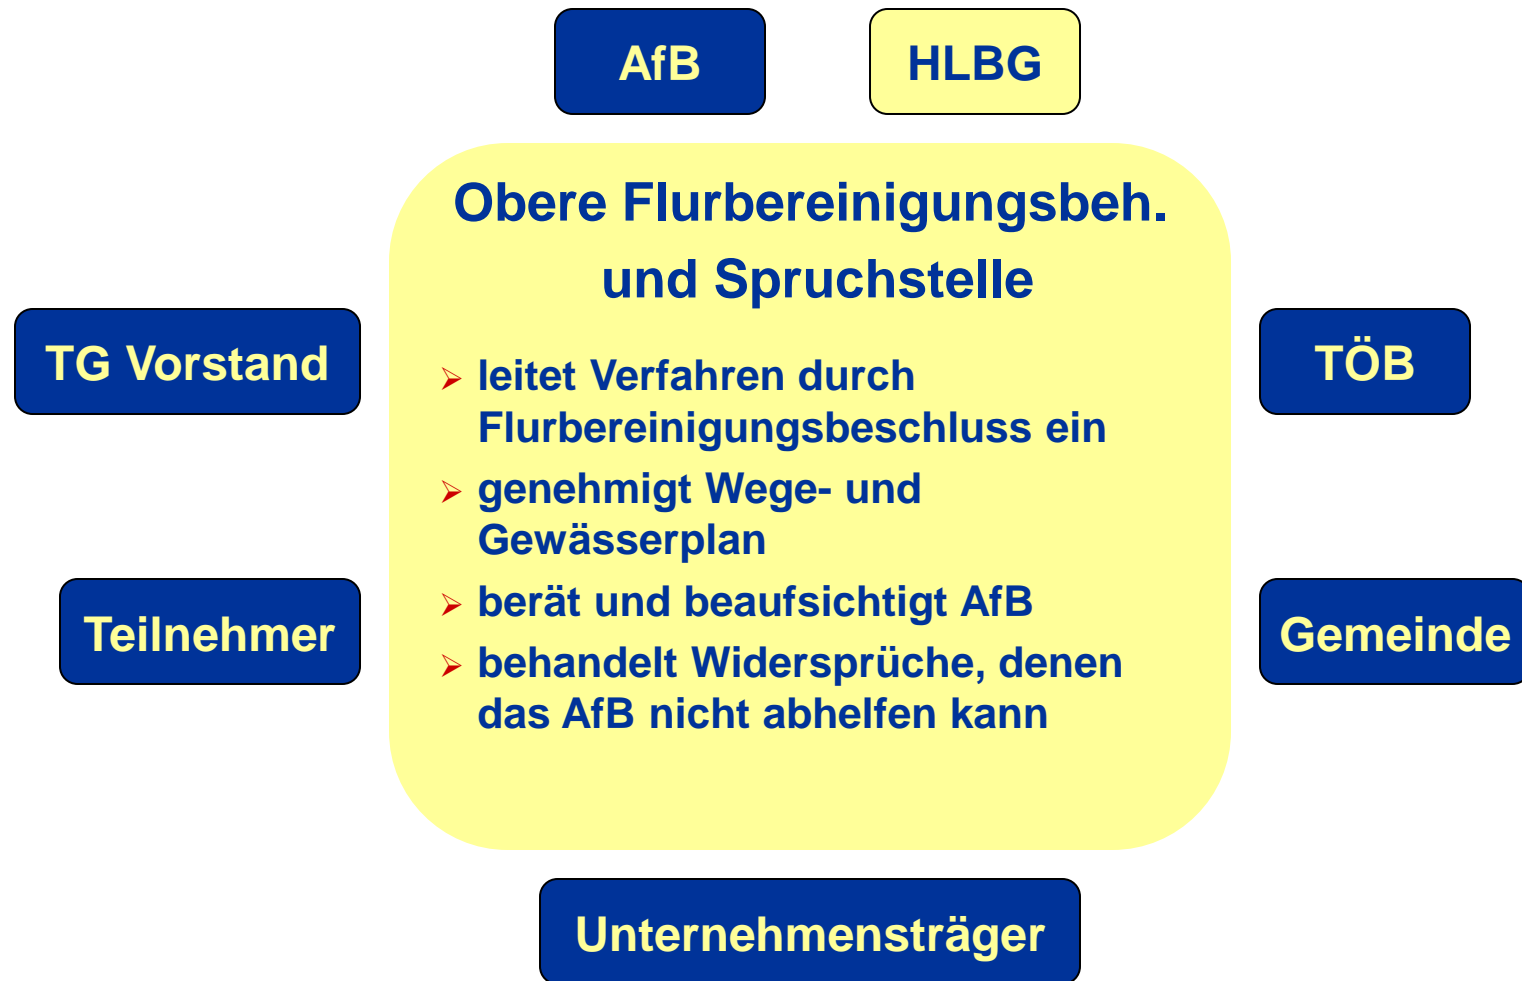 AfB
HLBG
Obere Flurbereinigungsbeh.
und Spruchstelle
TG Vorstand
TÖB
➢ leitet Verfahren durch
Flurbereinigungsbeschluss ein
➢ genehmigt Wege- und
Gewässerplan
➢ berät und beaufsichtigt AfB
➢ behandelt Widersprüche, denen
das AfB nicht abhelfen kann
Teilnehmer
Gemeinde
Unternehmensträger